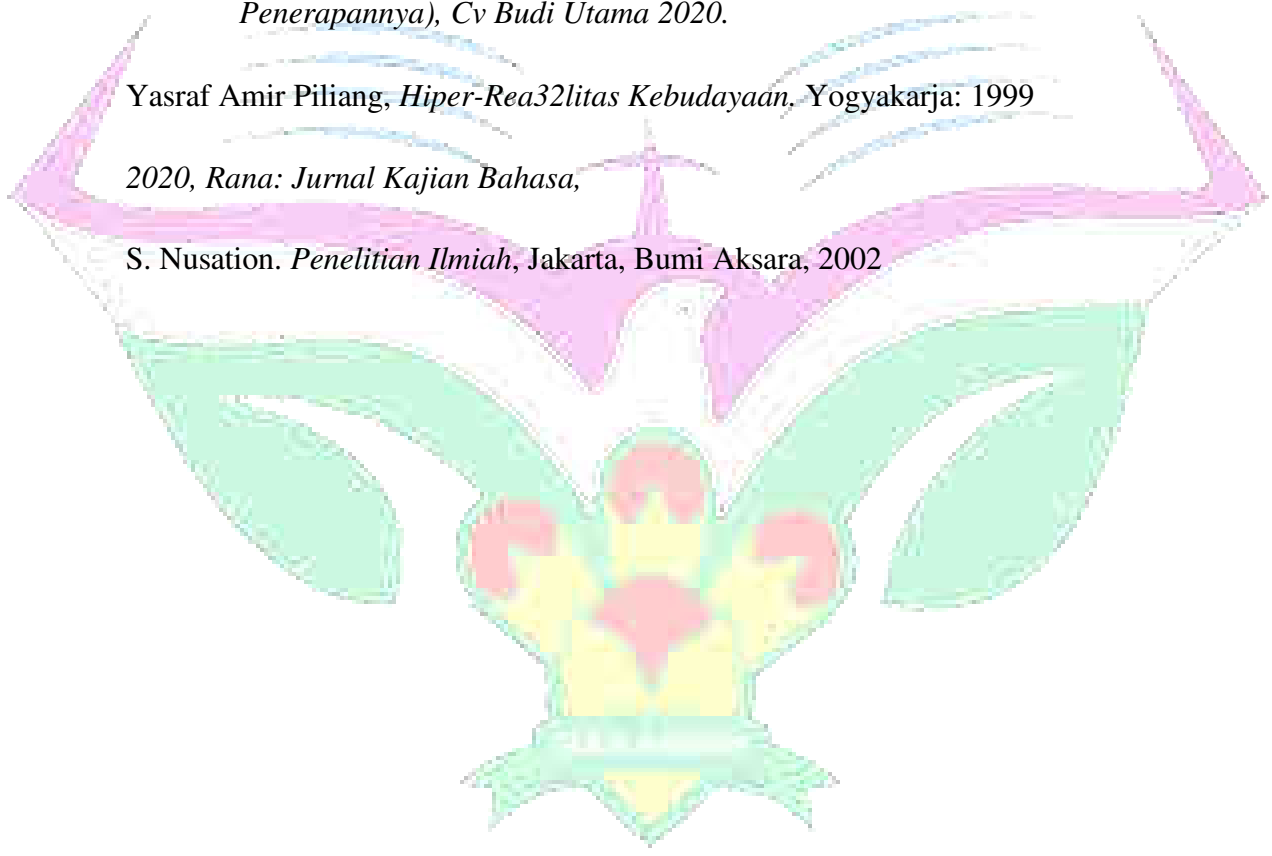 Penerapannya), Cv Budi Utama 2020.
Yasraf Amir Piliang, Hiper-Rea32litas Kebudayaan. Yogyakarja: 1999
2020, Rana: Jurnal Kajian Bahasa,
S. Nusation. Penelitian Ilmiah, Jakarta, Bumi Aksara, 2002